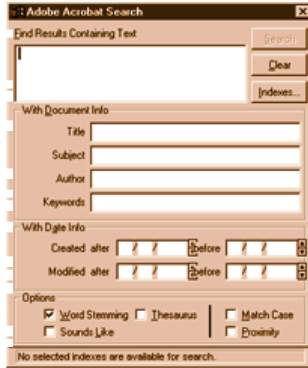 Adobe Acrobat Search
Find Results Containing Text
Search
Clear
Indexes...
With Document Info
Title
Subject
Author
Keywords
With Date Info
Created after / / before / /
Modified after / / before / /
Options
Word Stemming Thesaurus Match Case
Sounds Like Proximity
No selected indexes are available for search.